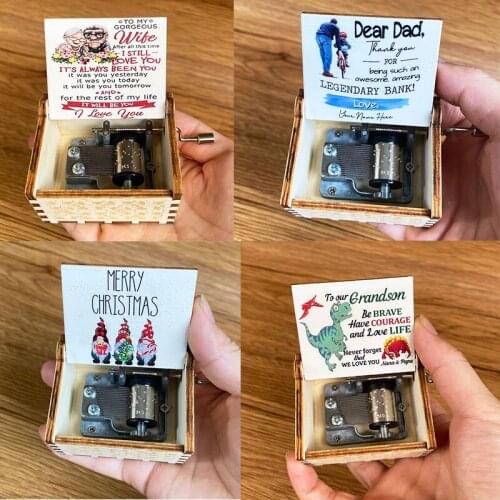 TO MY
GORGEOUS
Wife
After all this time
I STILL
LOVE YOU
IT'S ALWAYS BEEN YOU
it was you yesterday
it was you today
it will be you tomorrow
AND
for the rest of my life
IT WILL BE YOU
I Love You
Dear Dad,
Thank you
FOR
being such an
awesome, amazing
LEGENDARY BANK!
Love,
Your Name Here
MERRY
CHRISTMAS
To our Grandson
Be BRAVE
Have COURAGE
and Love LIFE
Never forget
that
WE LOVE YOU
Nana & Papa